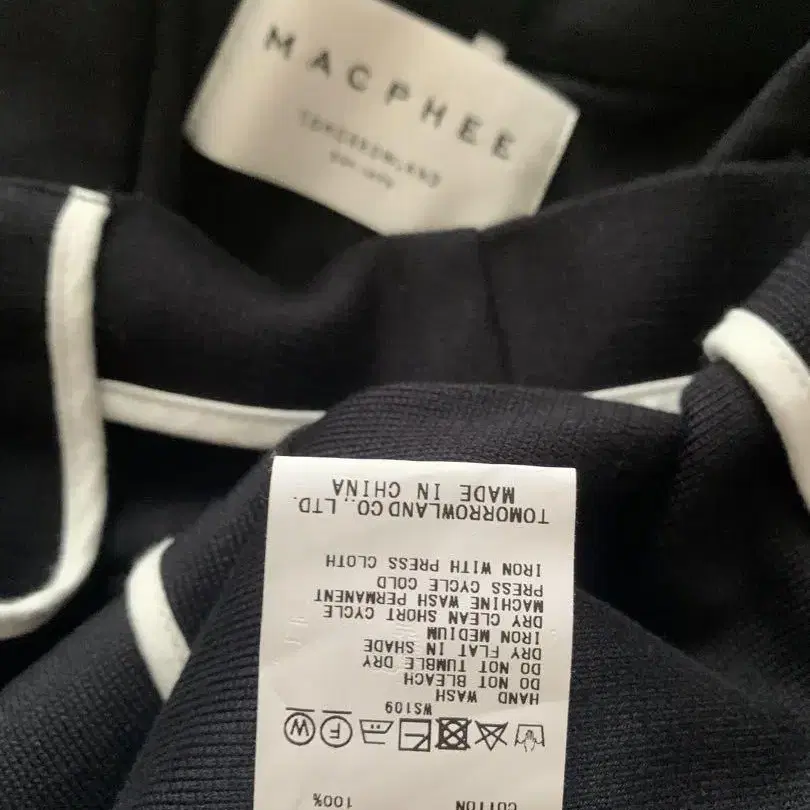 MACPHEE
TOMORROWLAND
COTTON 100%
WS109
HAND WASH
DO NOT BLEACH
DO NOT TUMBLE DRY
DRY FLAT IN SHADE
IRON MEDIUM
DRY CLEAN SHORT CYCLE
MACHINE WASH PERMANENT
PRESS CYCLE COLD
IRON WITH PRESS CLOTH
TOMORROWLAND CO., LTD.
MADE IN CHINA